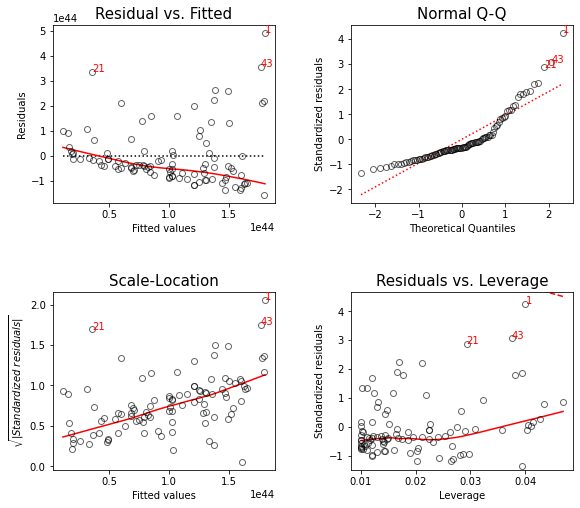 Residual vs. Fitted
1e44
5
4
3
2
1
0
−1
Residuals
1
43
21
0.5 1.0 1.5
1e44
Fitted values
Normal Q-Q
4
3
2
1
0
−1
−2
Standardized residuals
1
43
21
−2 −1 0 1 2
Theoretical Quantiles
Scale-Location
2.0
1.5
1.0
0.5
0.0
√|Standardized residuals|
1
43
21
0.5 1.0 1.5
1e44
Fitted values
Residuals vs. Leverage
4
3
2
1
0
−1
Standardized residuals
1
43
21
0.01 0.02 0.03 0.04
Leverage